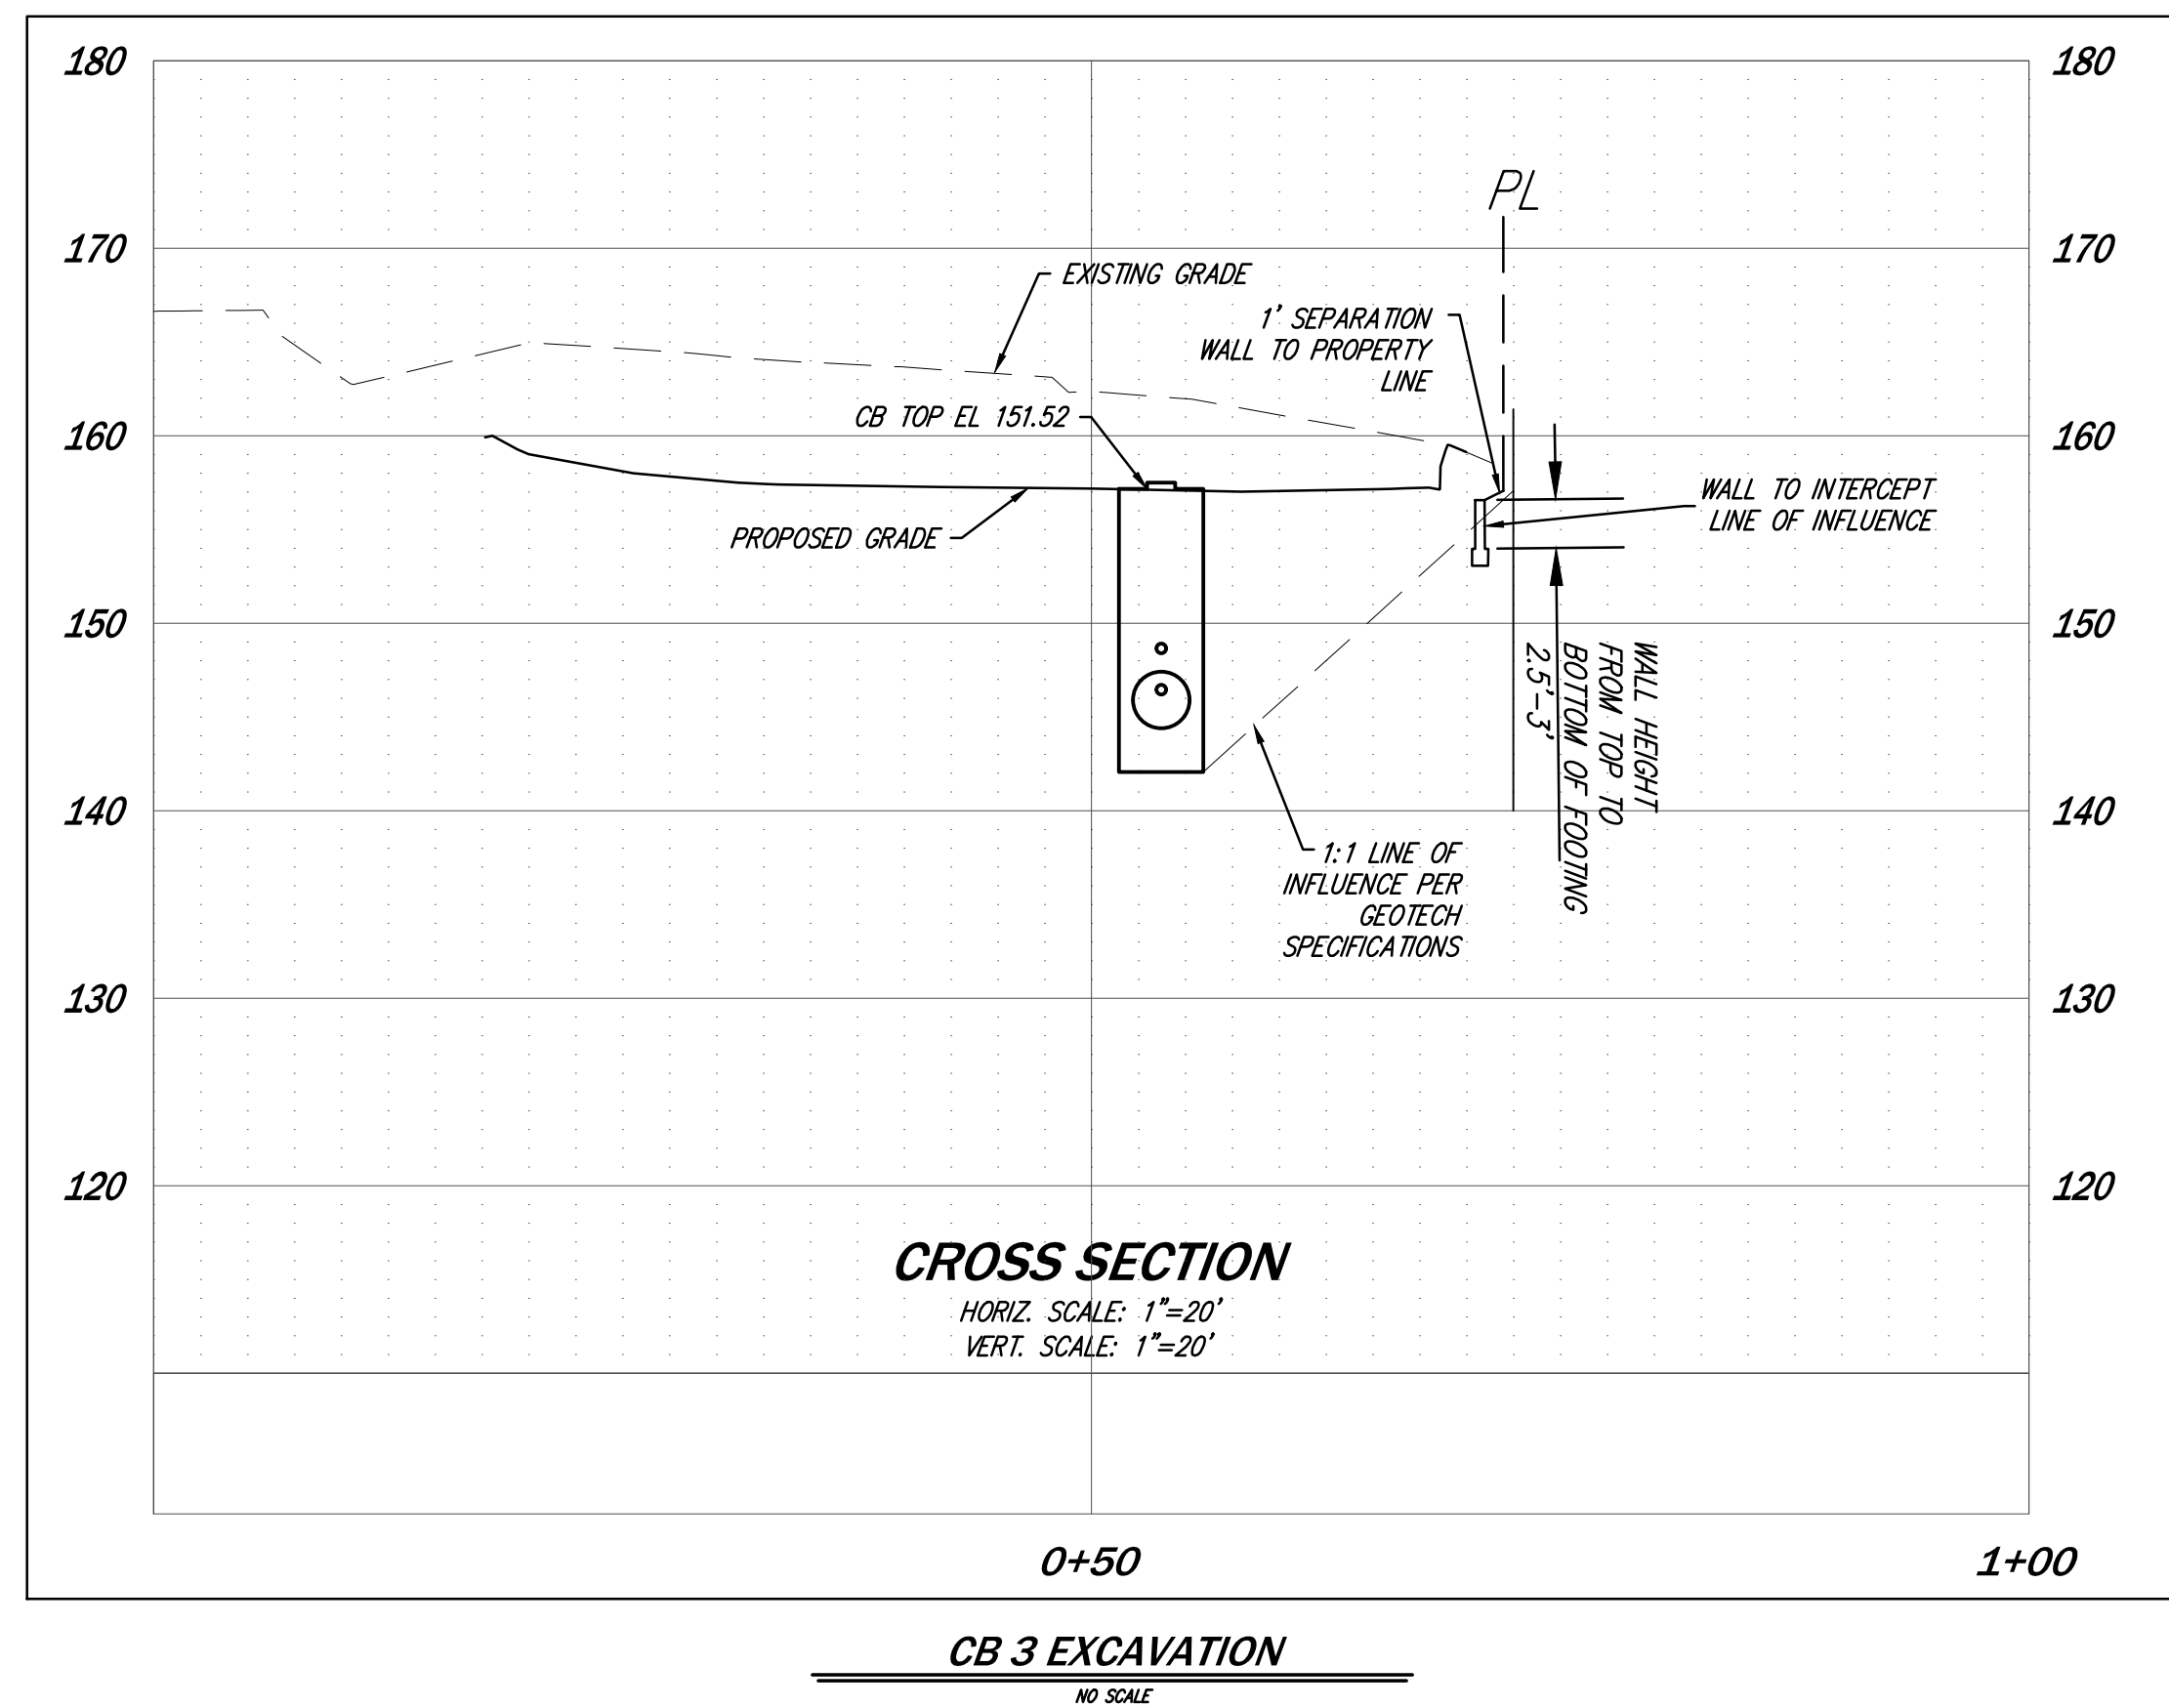 180
180
PL
170
170
EXISTING GRADE
1' SEPARATION
WALL TO PROPERTY
LINE
CB TOP EL 151.52
160
160
WALL TO INTERCEPT
LINE OF INFLUENCE
PROPOSED GRADE
150
150
WALL HEIGHT
FROM TOP TO
BOTTOM OF FOOTING
2.5'-3'
140
140
1:1 LINE OF
INFLUENCE PER
GEOTECH
SPECIFICATIONS
130
130
120
120
CROSS SECTION
HORIZ. SCALE: 1"=20'
VERT. SCALE: 1"=20'
0+50
1+00
CB 3 EXCAVATION
NO SCALE